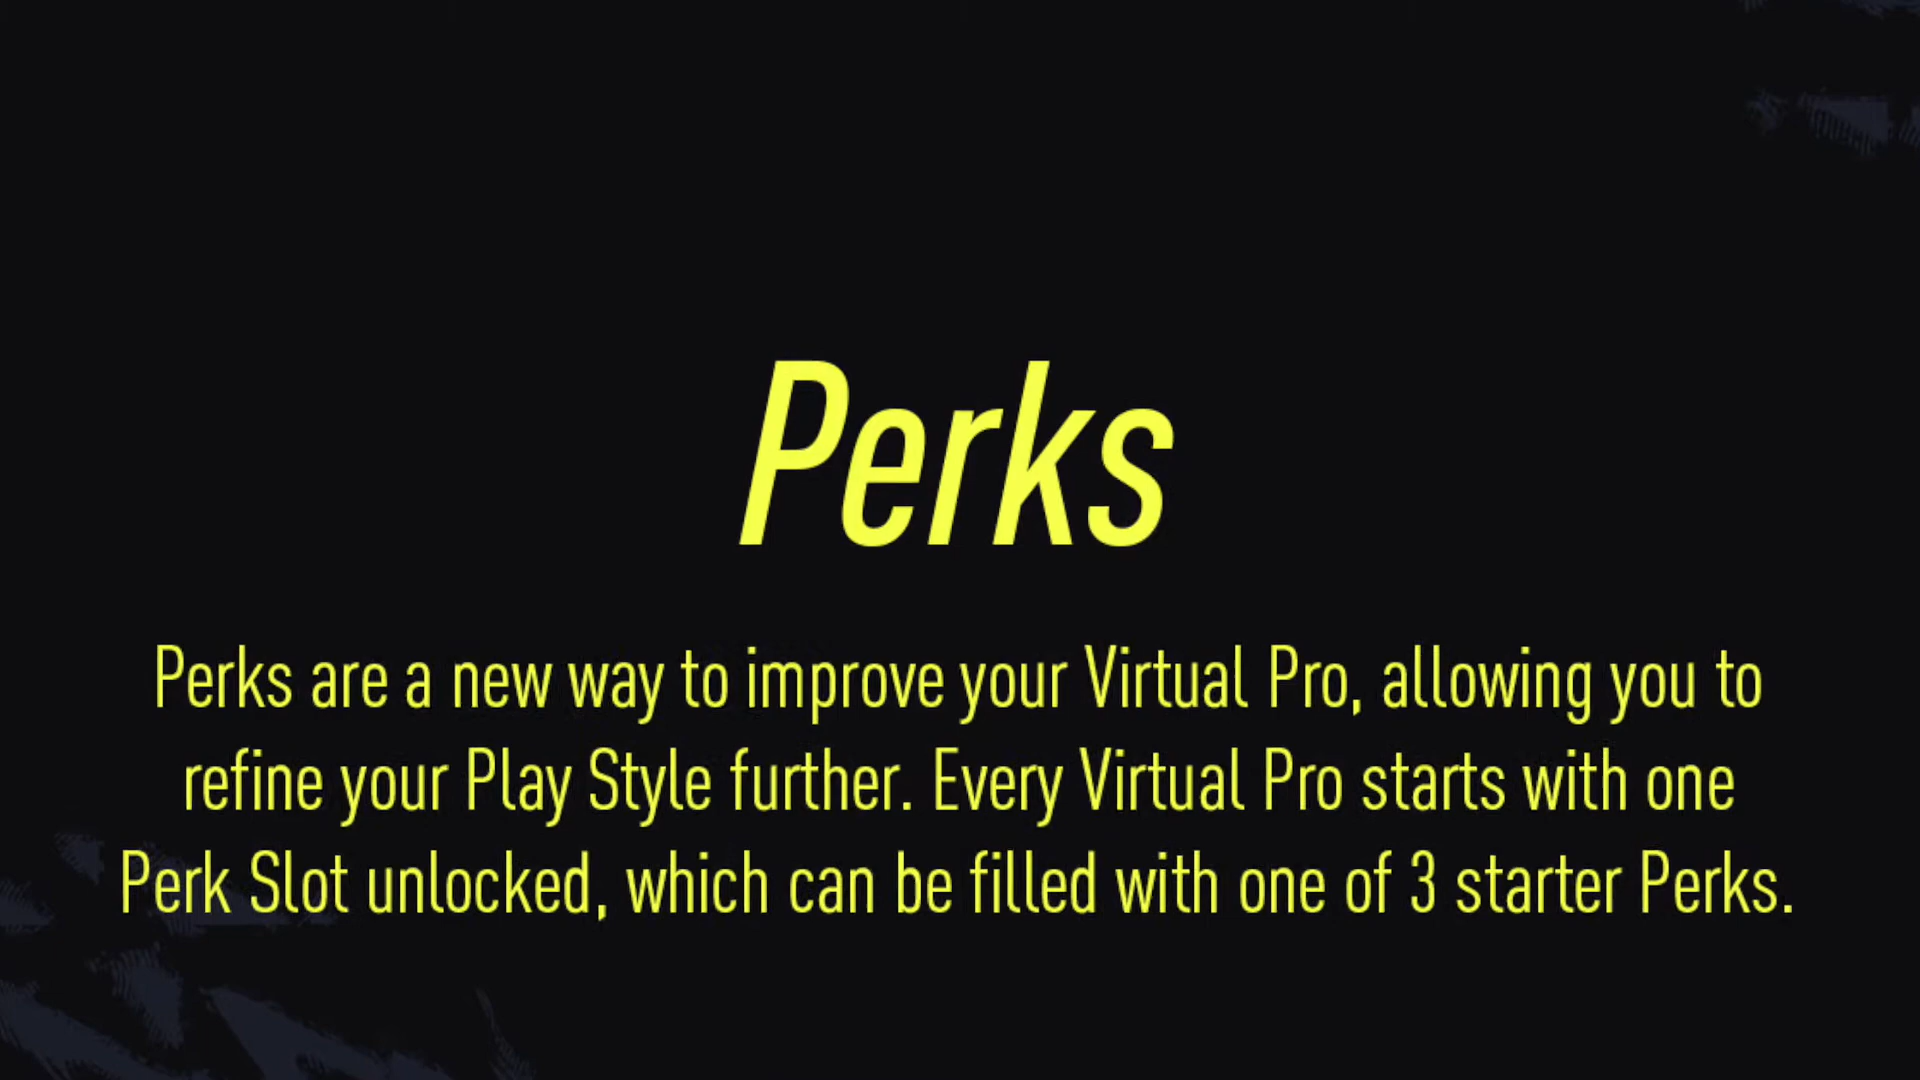 Perks
Perks are a new way to improve your Virtual Pro, allowing you to
refine your Play Style further. Every Virtual Pro starts with one
Perk Slot unlocked, which can be filled with one of 3 starter Perks.